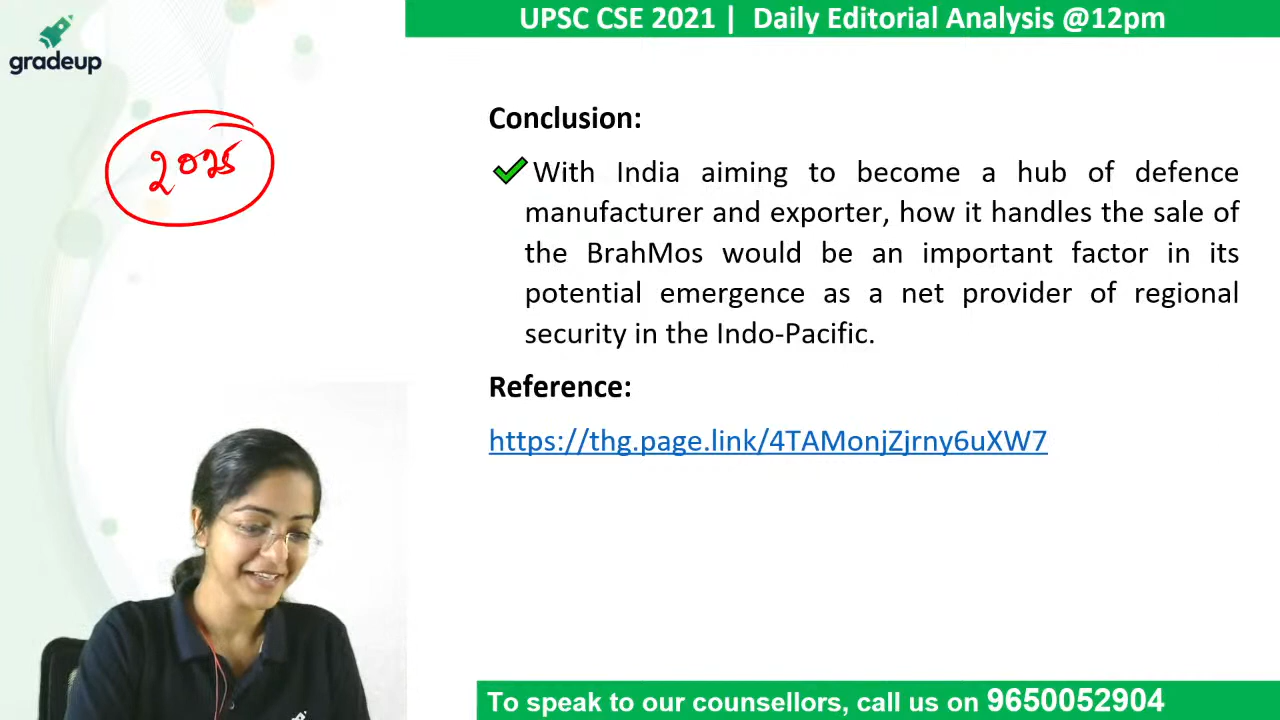 UPSC CSE 2021 | Daily Editorial Analysis @12pm
gradeup
2025
Conclusion:
With India aiming to become a hub of defence
manufacturer and exporter, how it handles the sale of
the BrahMos would be an important factor in its
potential emergence as a net provider of regional
security in the Indo-Pacific.
Reference:
https://thg.page.link/4TAMonjZjrny6uXW7
To speak to our counsellors, call us on 9650052904